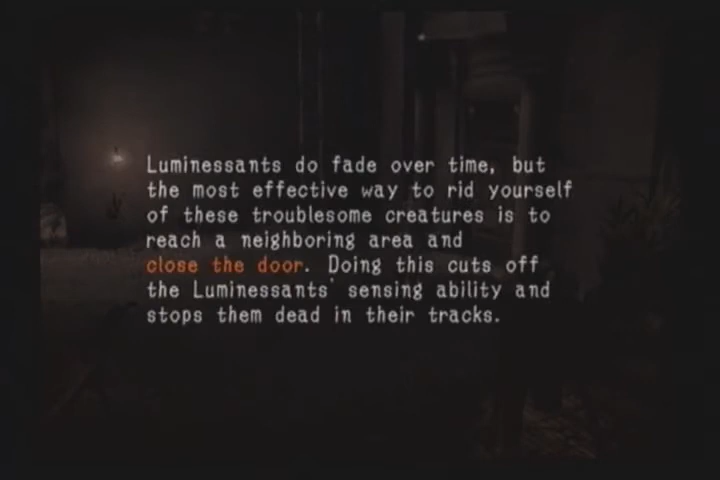 Luminessants do fade over time, but
the most effective way to rid yourself
of these troublesome creatures is to
reach a neighboring area and
close the door. Doing this cuts off
the Luminessants' sensing ability and
stops them dead in their tracks.